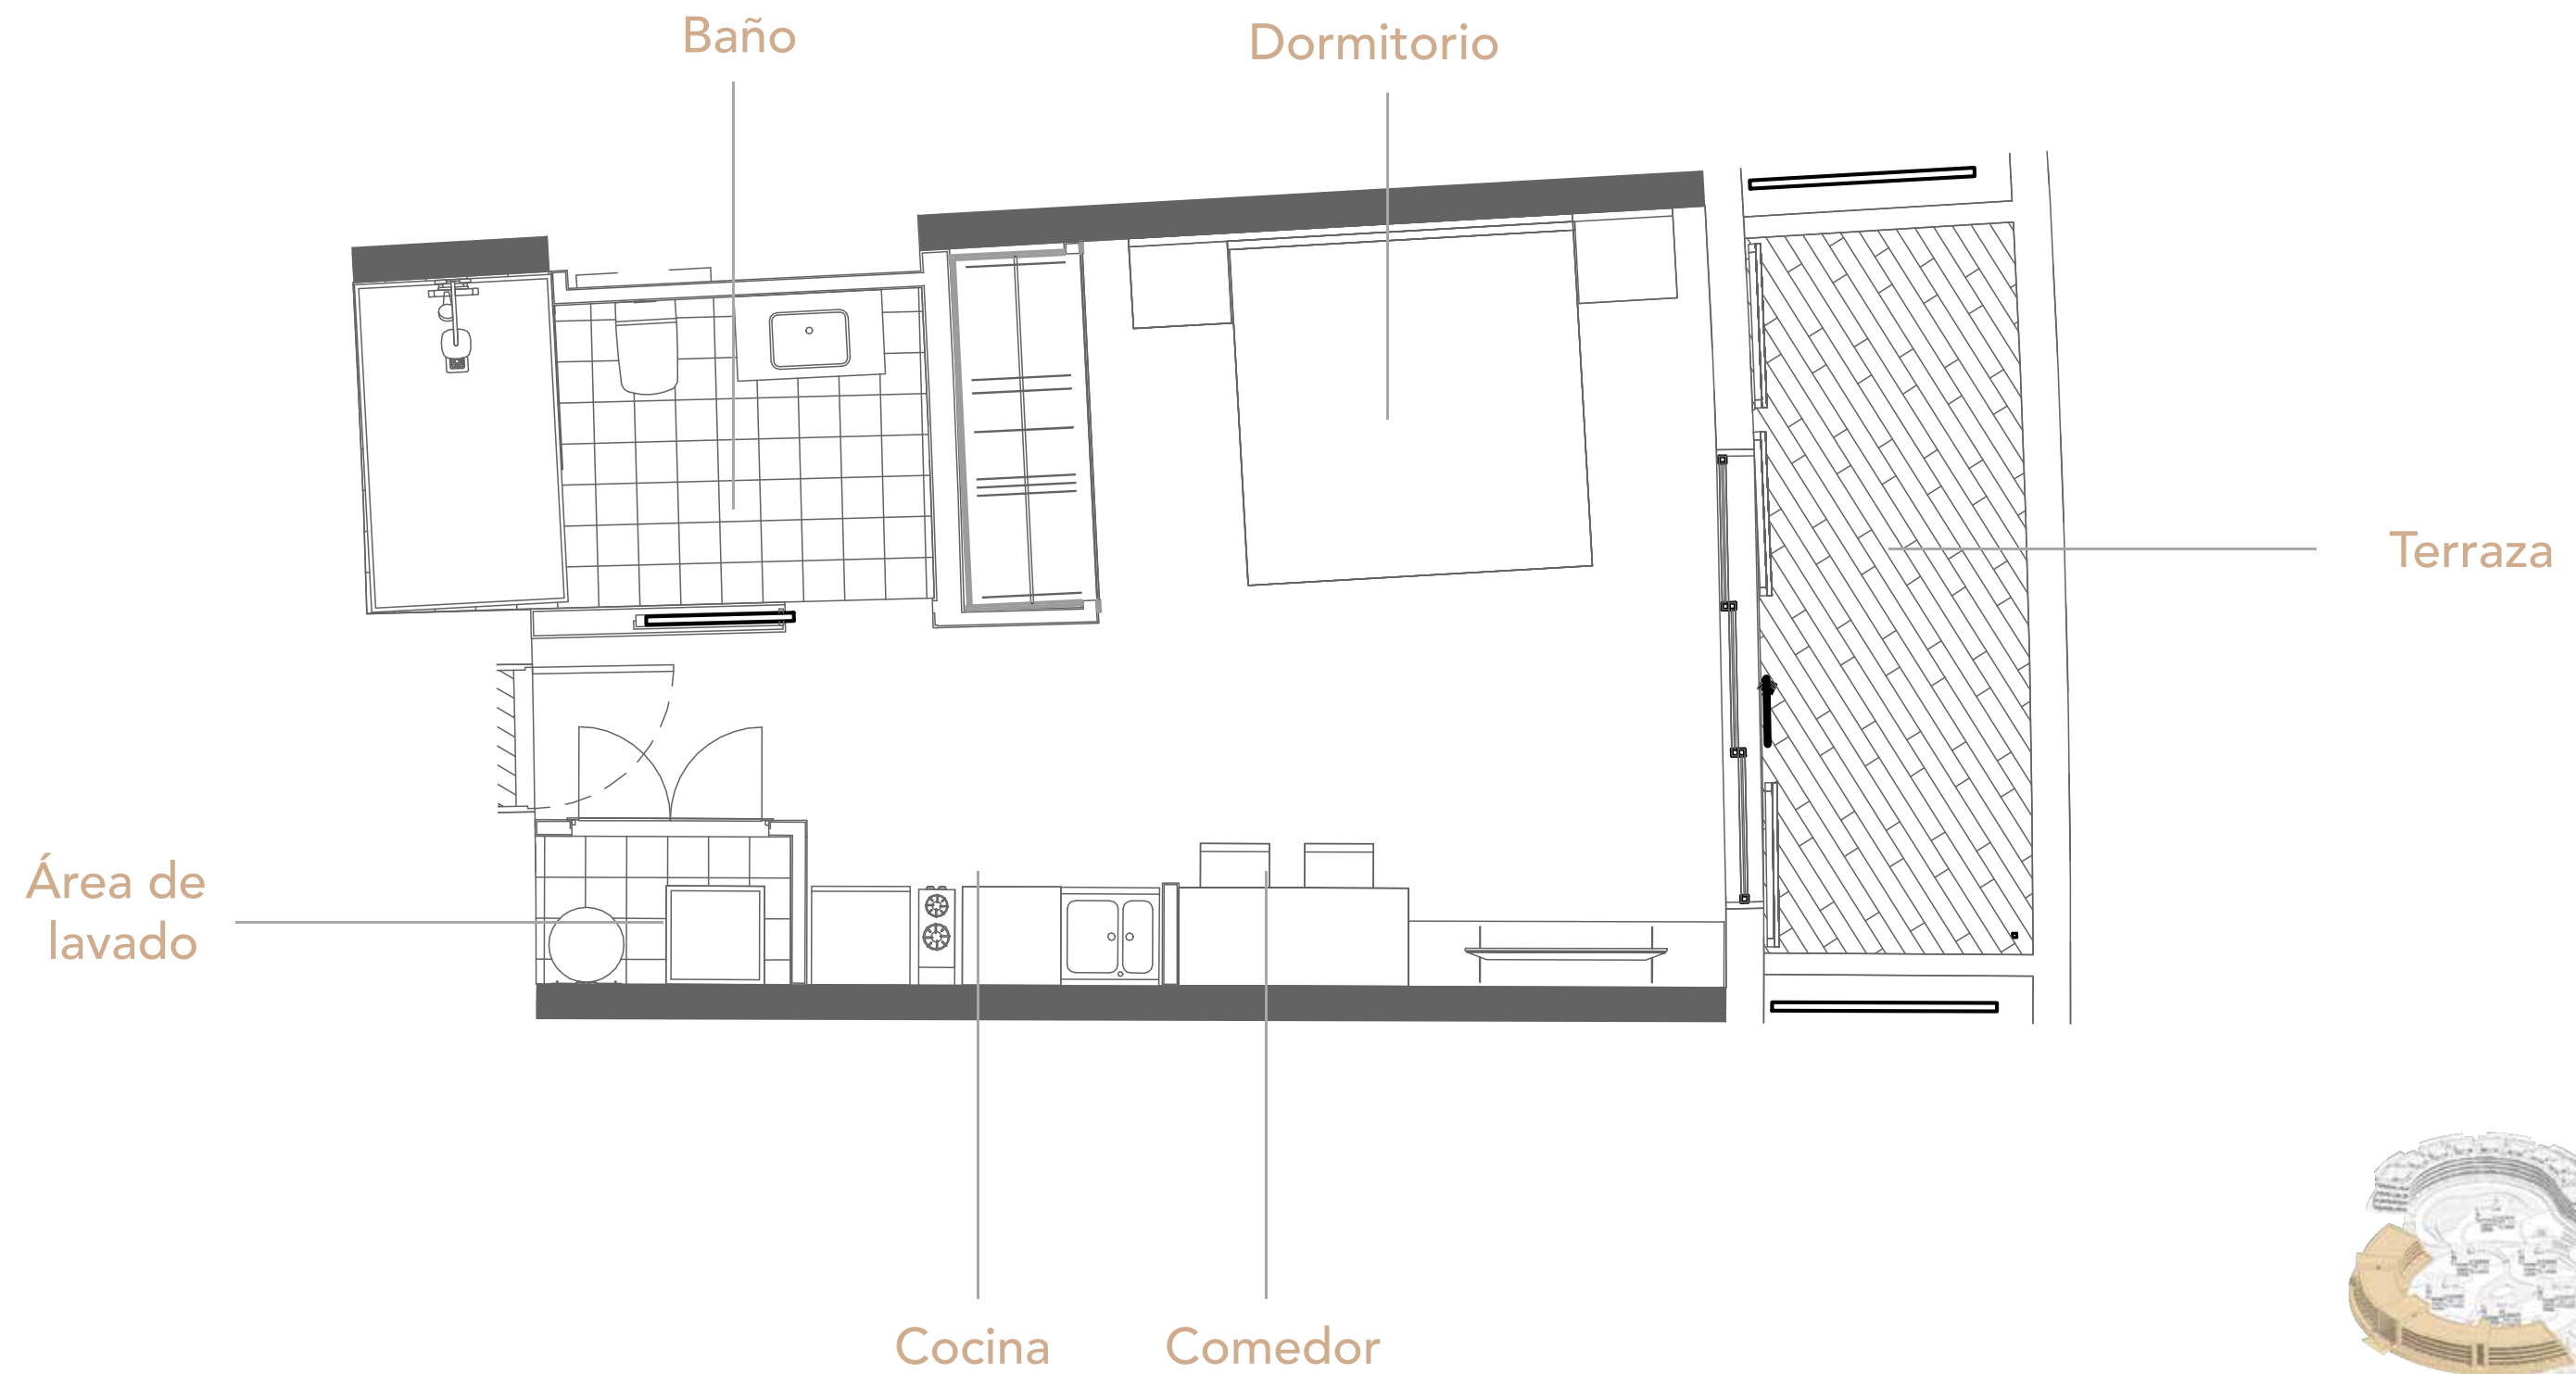 Baño
Dormitorio
Terraza
Área de
lavado
Cocina
Comedor